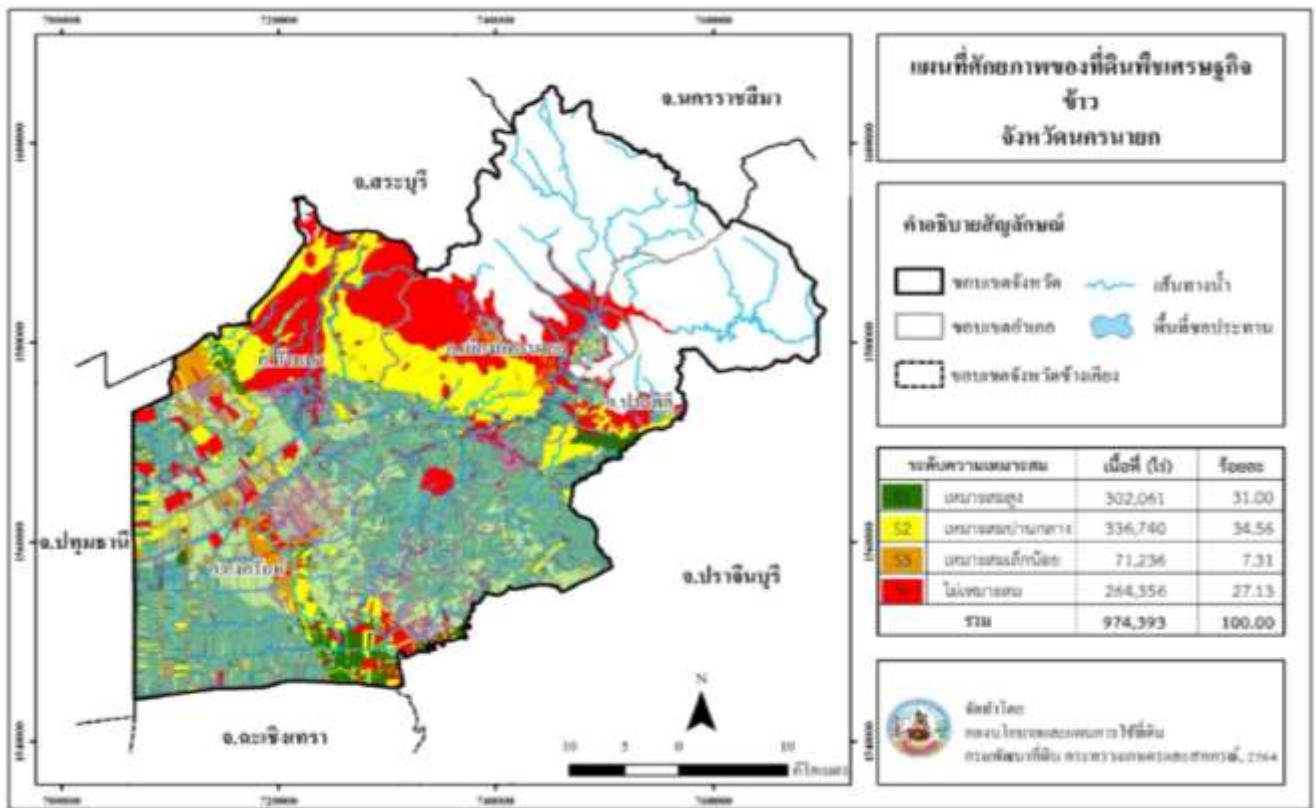 700000 720000 740000 760000
แผนที่ศักยภาพของที่ดินพืชเศรษฐกิจ
ข้าว
จังหวัดนครนายก
จ.นครราชสีมา
จ.สระบุรี
จ.ปทุมธานี
จ.ปราจีนบุรี
จ.ฉะเชิงเทรา
1600000
1580000
1560000
1540000
1600000
1580000
1560000
1540000
N
10 5 0 10
กิโลเมตร
700000 720000 740000 760000
คำอธิบายสัญลักษณ์
ขอบเขตจังหวัด
เส้นทางน้ำ
ขอบเขตอำเภอ
พื้นที่ชลประทาน
ขอบเขตจังหวัดข้างเคียง
ระดับความเหมาะสม เนื้อที่ (ไร่) ร้อยละ
S1 เหมาะสมสูง 302,061 31.00
S2 เหมาะสมปานกลาง 336,740 34.56
S3 เหมาะสมเล็กน้อย 71,236 7.31
N ไม่เหมาะสม 264,356 27.13
รวม 974,393 100.00
จัดทำโดย
กองนโยบายและแผนการใช้ที่ดิน
กรมพัฒนาที่ดิน กระทรวงเกษตรและสหกรณ์, 2564